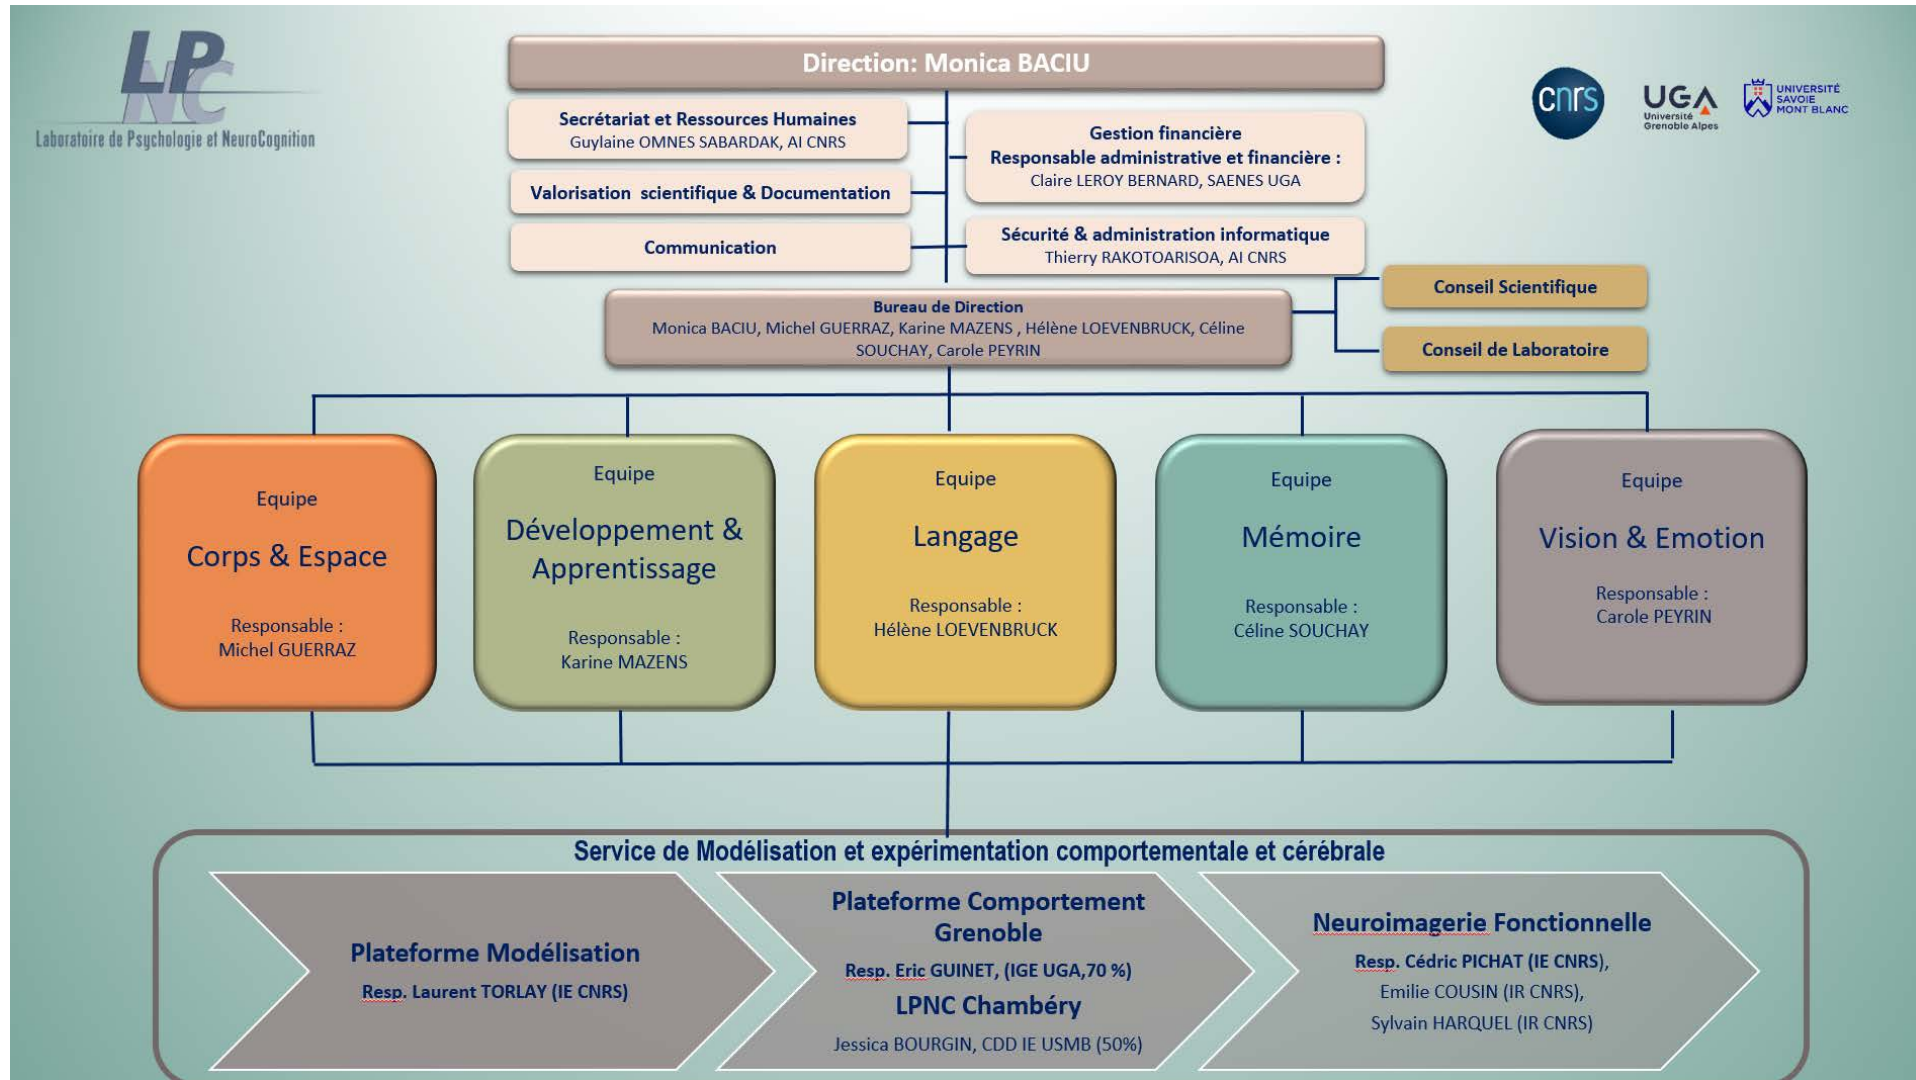 LPNC
Laboratoire de Psychologie et NeuroCognition
Direction: Monica BACIU
cnrs
UGA
Université
Grenoble Alpes
UNIVERSITÉ
SAVOIE
MONT BLANC
Secrétariat et Ressources Humaines
Guylaine OMNES SABARDAK, AI CNRS
Gestion financière
Responsable administrative et financière :
Claire LEROY BERNARD, SAENES UGA
Valorisation scientifique & Documentation
Communication
Sécurité & administration informatique
Thierry RAKOTOARISOA, AI CNRS
Bureau de Direction
Monica BACIU, Michel GUERRAZ, Karine MAZENS , Hélène LOEVENBRUCK, Céline
SOUCHAY, Carole PEYRIN
Conseil Scientifique
Conseil de Laboratoire
Equipe
Corps & Espace
Responsable :
Michel GUERRAZ
Equipe
Développement &
Apprentissage
Responsable :
Karine MAZENS
Equipe
Langage
Responsable :
Hélène LOEVENBRUCK
Equipe
Mémoire
Responsable :
Céline SOUCHAY
Equipe
Vision & Emotion
Responsable :
Carole PEYRIN
Service de Modélisation et expérimentation comportementale et cérébrale
Plateforme Modélisation
Resp. Laurent TORLAY (IE CNRS)
Plateforme Comportement
Grenoble
Resp. Eric GUINET, (IGE UGA,70 %)
LPNC Chambéry
Jessica BOURGIN, CDD IE USMB (50%)
Neuroimagerie Fonctionnelle
Resp. Cédric PICHAT (IE CNRS),
Emilie COUSIN (IR CNRS),
Sylvain HARQUEL (IR CNRS)